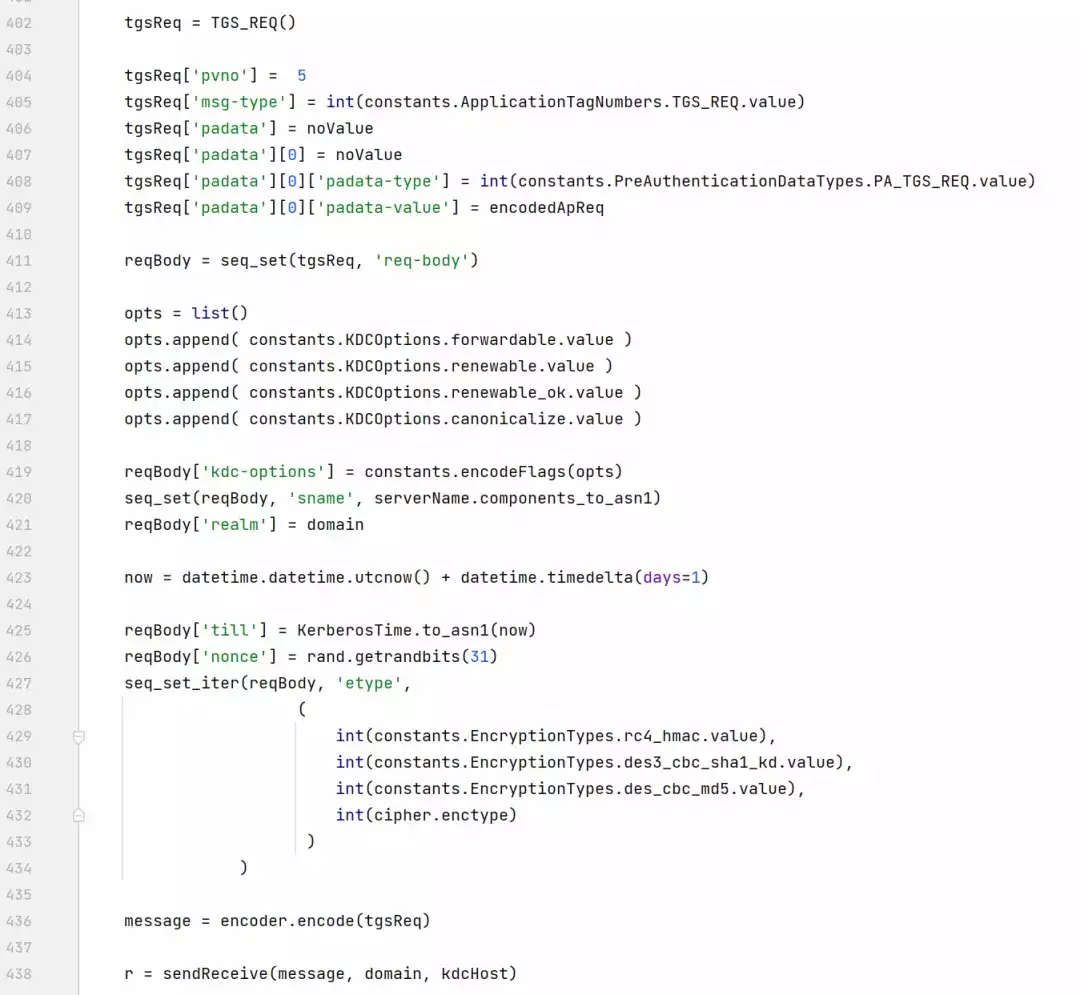 402 tgsReq = TGS_REQ()
403
404 tgsReq['pvno'] =  5
405 tgsReq['msg-type'] = int(constants.ApplicationTagNumbers.TGS_REQ.value)
406 tgsReq['padata'] = noValue
407 tgsReq['padata'][0] = noValue
408 tgsReq['padata'][0]['padata-type'] = int(constants.PreAuthenticationDataTypes.PA_TGS_REQ.value)
409 tgsReq['padata'][0]['padata-value'] = encodedApReq
410
411 reqBody = seq_set(tgsReq, 'req-body')
412
413 opts = list()
414 opts.append( constants.KDCOptions.forwardable.value )
415 opts.append( constants.KDCOptions.renewable.value )
416 opts.append( constants.KDCOptions.renewable_ok.value )
417 opts.append( constants.KDCOptions.canonicalize.value )
418
419 reqBody['kdc-options'] = constants.encodeFlags(opts)
420 seq_set(reqBody, 'sname', serverName.components_to_asn1)
421 reqBody['realm'] = domain
422
423 now = datetime.datetime.utcnow() + datetime.timedelta(days=1)
424
425 reqBody['till'] = KerberosTime.to_asn1(now)
426 reqBody['nonce'] = rand.getrandbits(31)
427 seq_set_iter(reqBody, 'etype',
428 (
429 int(constants.EncryptionTypes.rc4_hmac.value),
430 int(constants.EncryptionTypes.des3_cbc_sha1_kd.value),
431 int(constants.EncryptionTypes.des_cbc_md5.value),
432 int(cipher.enctype)
433 )
434 )
435
436 message = encoder.encode(tgsReq)
437
438 r = sendReceive(message, domain, kdcHost)